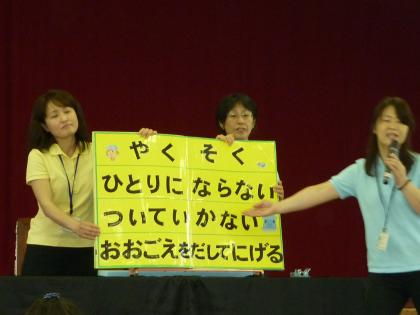 やくそく
ひとりにならない
ついていかない
おおごえをだしてにげる